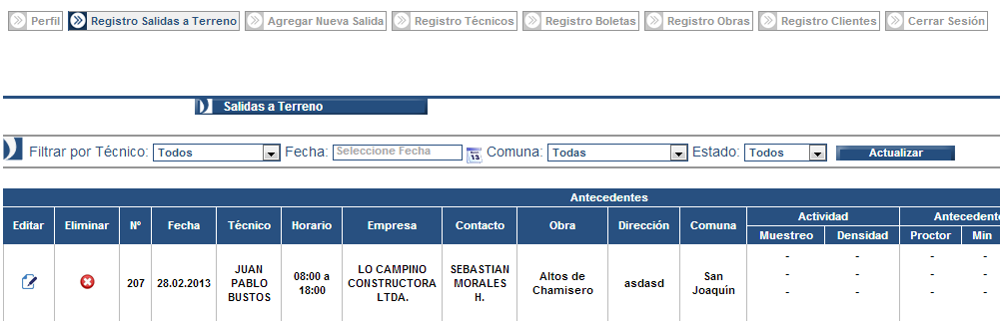 Perfil Registro Salidas a Terreno Agregar Nueva Salida Registro Técnicos Registro Boletas Registro Obras Registro Clientes Cerrar Sesión
Salidas a Terreno
Filtrar por Técnico: Todos Fecha: Seleccione Fecha 13 Comuna: Todas Estado: Todos Actualizar
Antecedentes
Editar Eliminar Nº Fecha Técnico Horario Empresa Contacto Obra Dirección Comuna Actividad Antecedent
Muestreo Densidad Proctor Min
207 28.02.2013 JUAN PABLO BUSTOS 08:00 a 18:00 LO CAMPINO CONSTRUCTORA LTDA. SEBASTIAN MORALES H. Altos de Chamisero asdasd San Joaquín - - - -
- - - -
- - - -